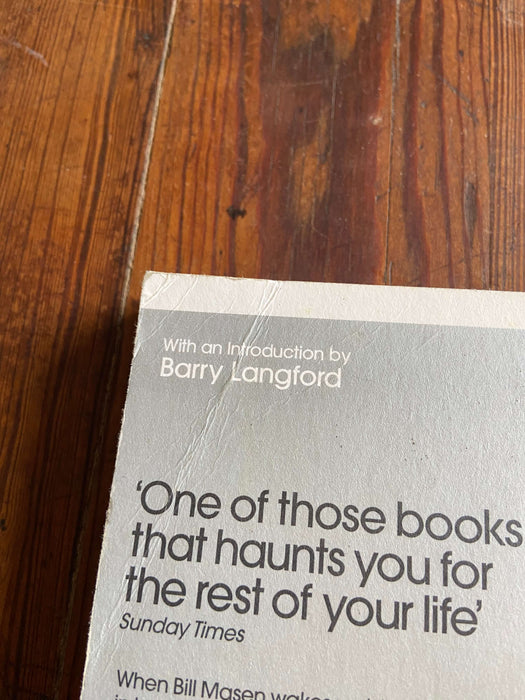 With an Introduction by
Barry Langford
'One of those books
that haunts you for
the rest of your life'
Sunday Times
When Bill Masen wakes